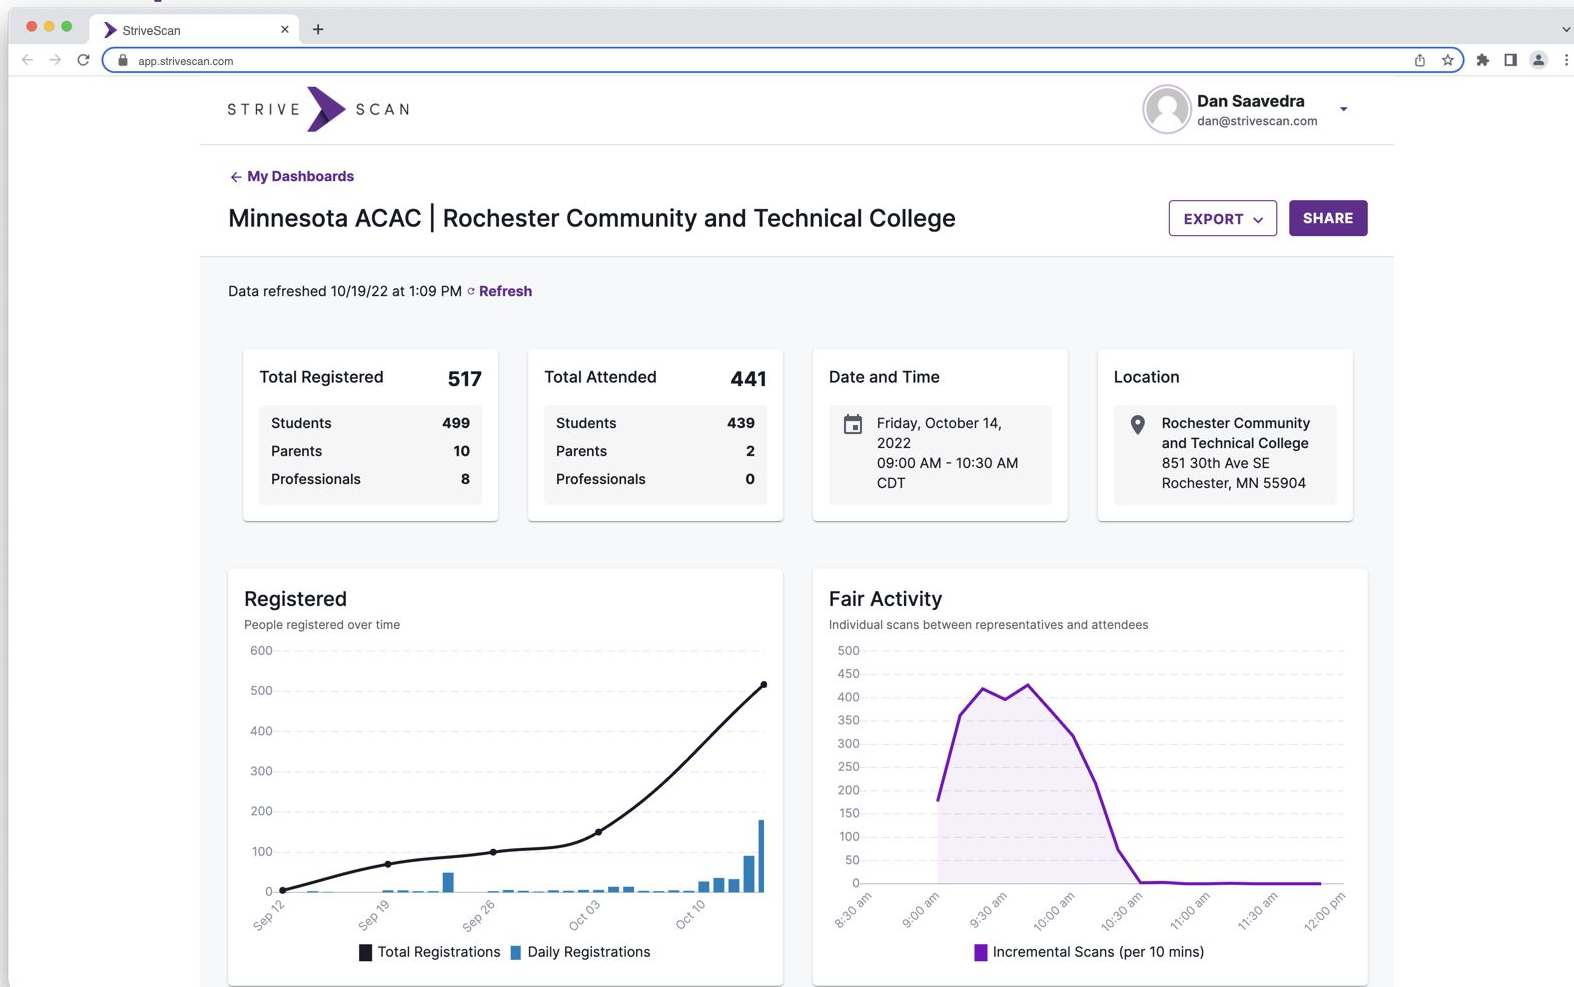 StriveScan
app.strivescan.com
STRIVE SCAN
Dan Saavedra
dan@strivescan.com
← My Dashboards
Minnesota ACAC | Rochester Community and Technical College
EXPORT
SHARE
Data refreshed 10/19/22 at 1:09 PM Refresh
Total Registered 517
Students 499
Parents 10
Professionals 8
Total Attended 441
Students 439
Parents 2
Professionals 0
Date and Time
Friday, October 14,
2022
09:00 AM - 10:30 AM
CDT
Location
Rochester Community
and Technical College
851 30th Ave SE
Rochester, MN 55904
Registered
People registered over time
600
500
400
300
200
100
0
Sep 12
Sep 19
Sep 26
Oct 03
Oct 10
Total Registrations Daily Registrations
Fair Activity
Individual scans between representatives and attendees
500
450
400
350
300
250
200
150
100
50
0
8:30 am
9:00 am
9:30 am
10:00 am
10:30 am
11:00 am
11:30 am
12:00 pm
Incremental Scans (per 10 mins)